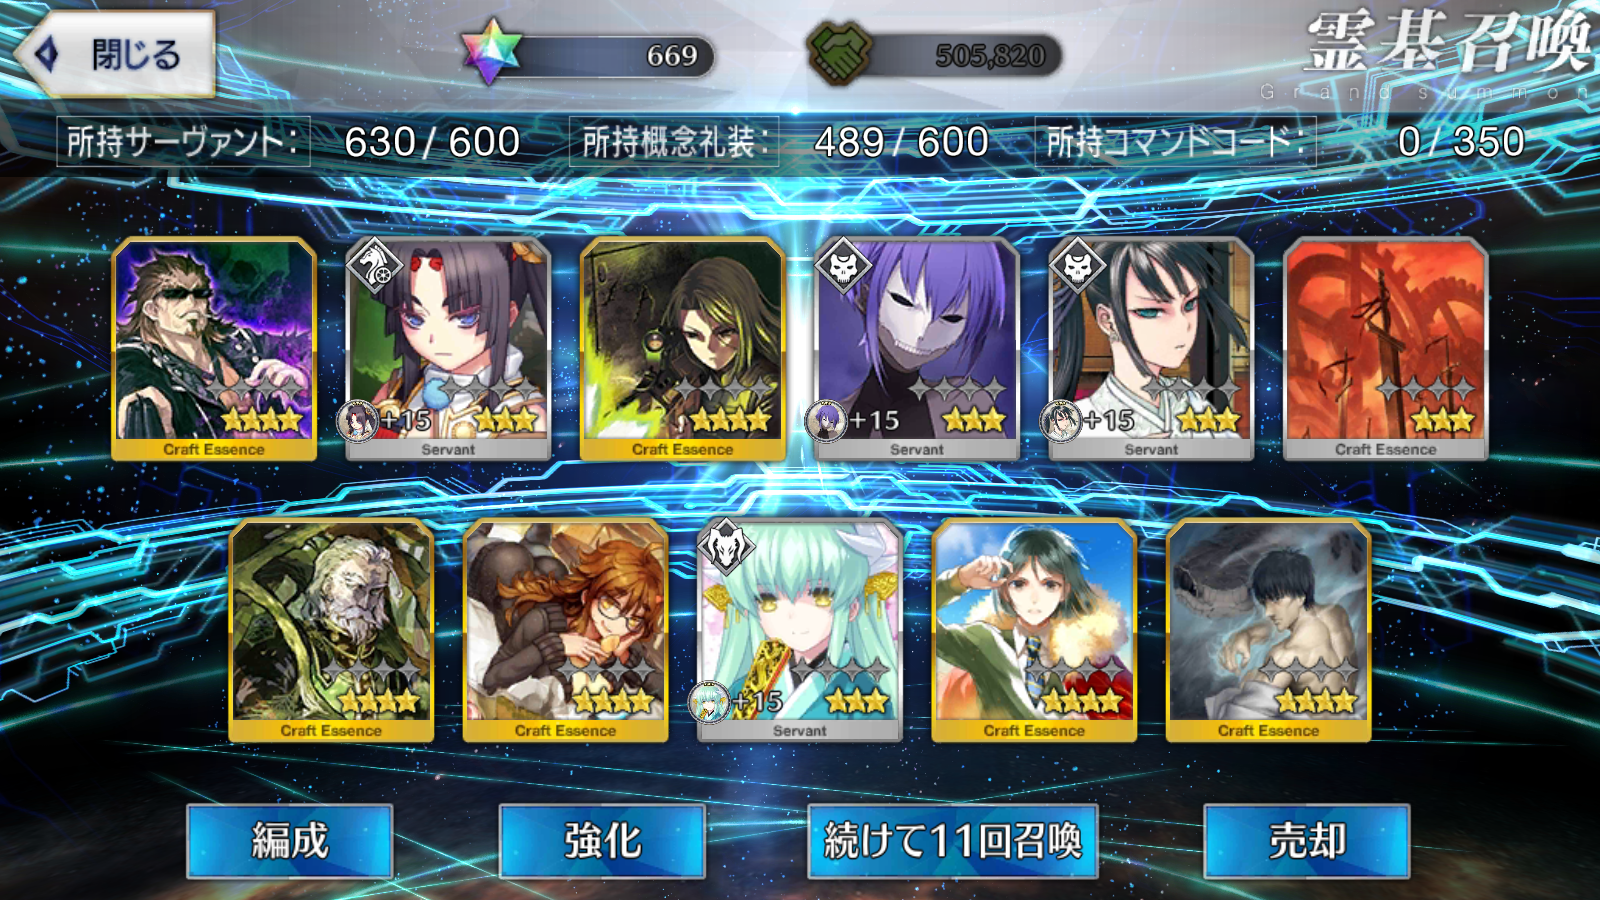 閉じる
669
505,820
霊基召喚
Grand summon
所持サーヴァント: 630 / 600
所持概念礼装: 489 / 600
所持コマンドコード: 0 / 350
+15
+15
+15
Craft Essence
Servant
Craft Essence
Servant
Servant
Craft Essence
+15
Craft Essence
Craft Essence
Servant
Craft Essence
Craft Essence
編成
強化
続けて11回召喚
売却